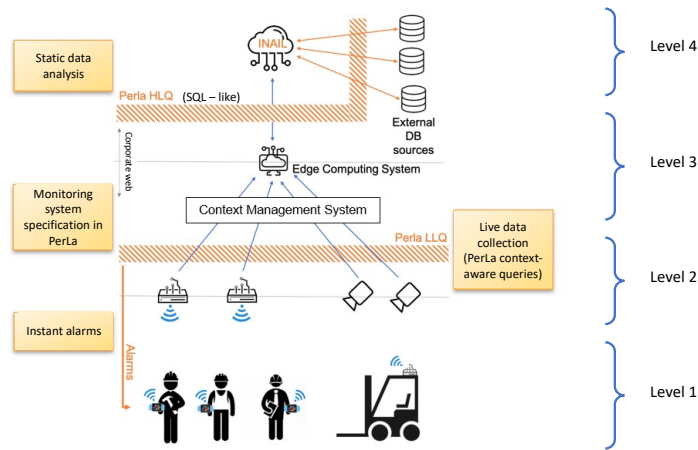 INAIL
Level 4
Static data
analysis
Perla HLQ (SQL – like)
External
DB
sources
Corporate web
Level 3
Edge Computing System
Monitoring
system
specification in
PerLa
Context Management System
Perla LLQ
Live data
collection
(PerLa context-
aware queries)
Level 2
Instant alarms
Alarms
Level 1